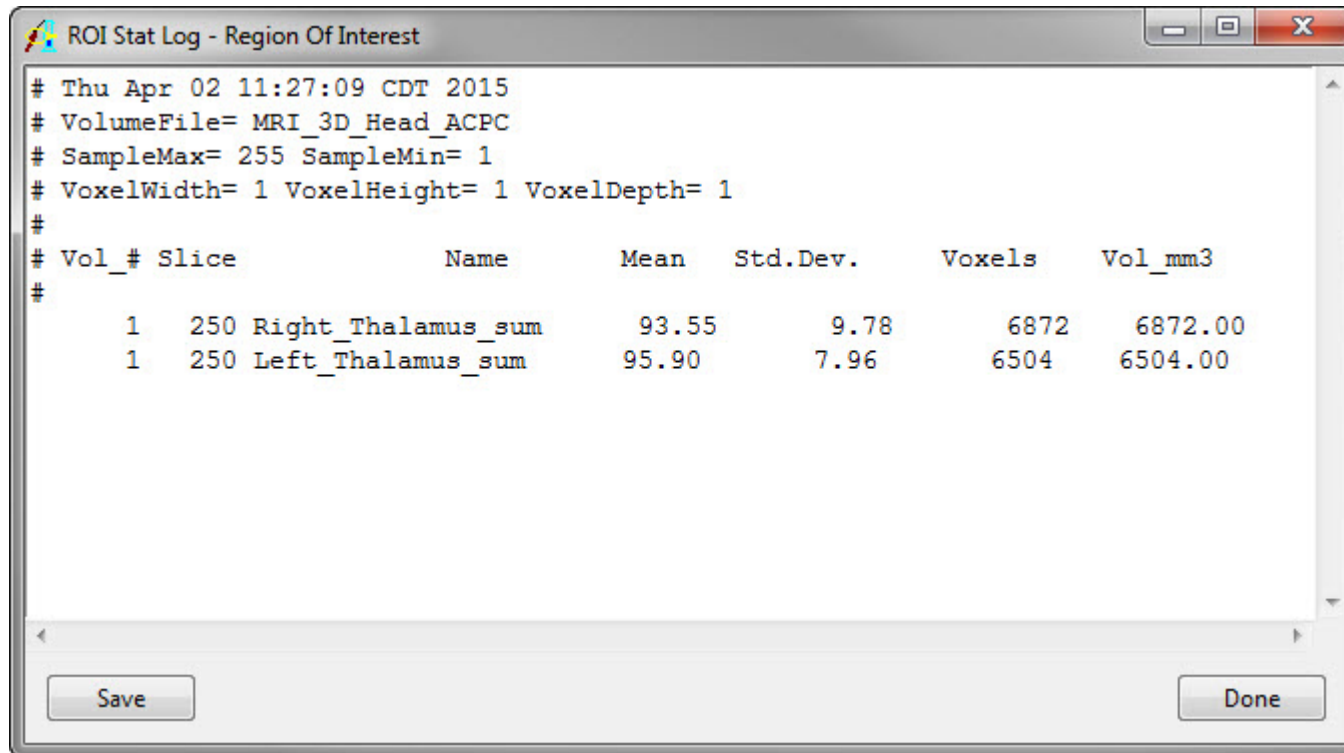 ROI Stat Log - Region Of Interest
# Thu Apr 02 11:27:09 CDT 2015
# VolumeFile= MRI_3D_Head_ACPC
# SampleMax= 255 SampleMin= 1
# VoxelWidth= 1 VoxelHeight= 1 VoxelDepth= 1
#
# Vol_# Slice Name Mean Std.Dev. Voxels Vol_mm3
#
1 250 Right_Thalamus_sum 93.55 9.78 6872 6872.00
1 250 Left_Thalamus_sum 95.90 7.96 6504 6504.00
Save Done